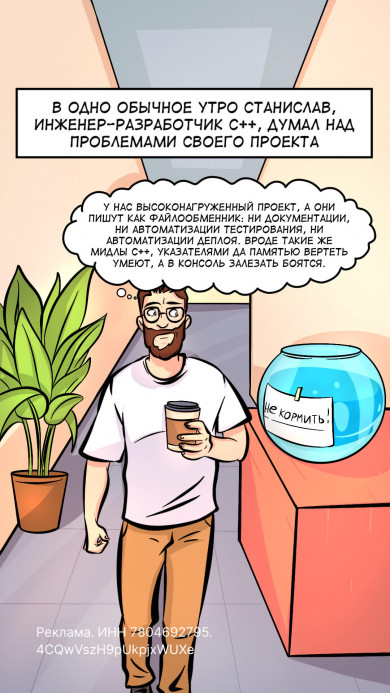 В ОДНО ОБЫЧНОЕ УТРО СТАНИСЛАВ,
ИНЖЕНЕР-РАЗРАБОТЧИК С++, ДУМАЛ НАД
ПРОБЛЕМАМИ СВОЕГО ПРОЕКТА
У НАС ВЫСОКОНАГРУЖЕННЫЙ ПРОЕКТ, А ОНИ
ПИШУТ КАК ФАЙЛООБМЕННИК: НИ ДОКУМЕНТАЦИИ,
НИ АВТОМАТИЗАЦИИ ТЕСТИРОВАНИЯ, НИ
АВТОМАТИЗАЦИИ ДЕПЛОЯ. ВРОДЕ ТАКИЕ ЖЕ
МИДЛЫ С++, УКАЗАТЕЛЯМИ ДА ПАМЯТЬЮ ВЕРТЕТЬ
УМЕЮТ, А В КОНСОЛЬ ЗАЛЕЗАТЬ БОЯТСЯ.
Не кормить!
Реклама. ИНН 7804692795.
4CQwVszH9pUkpjxWUXe